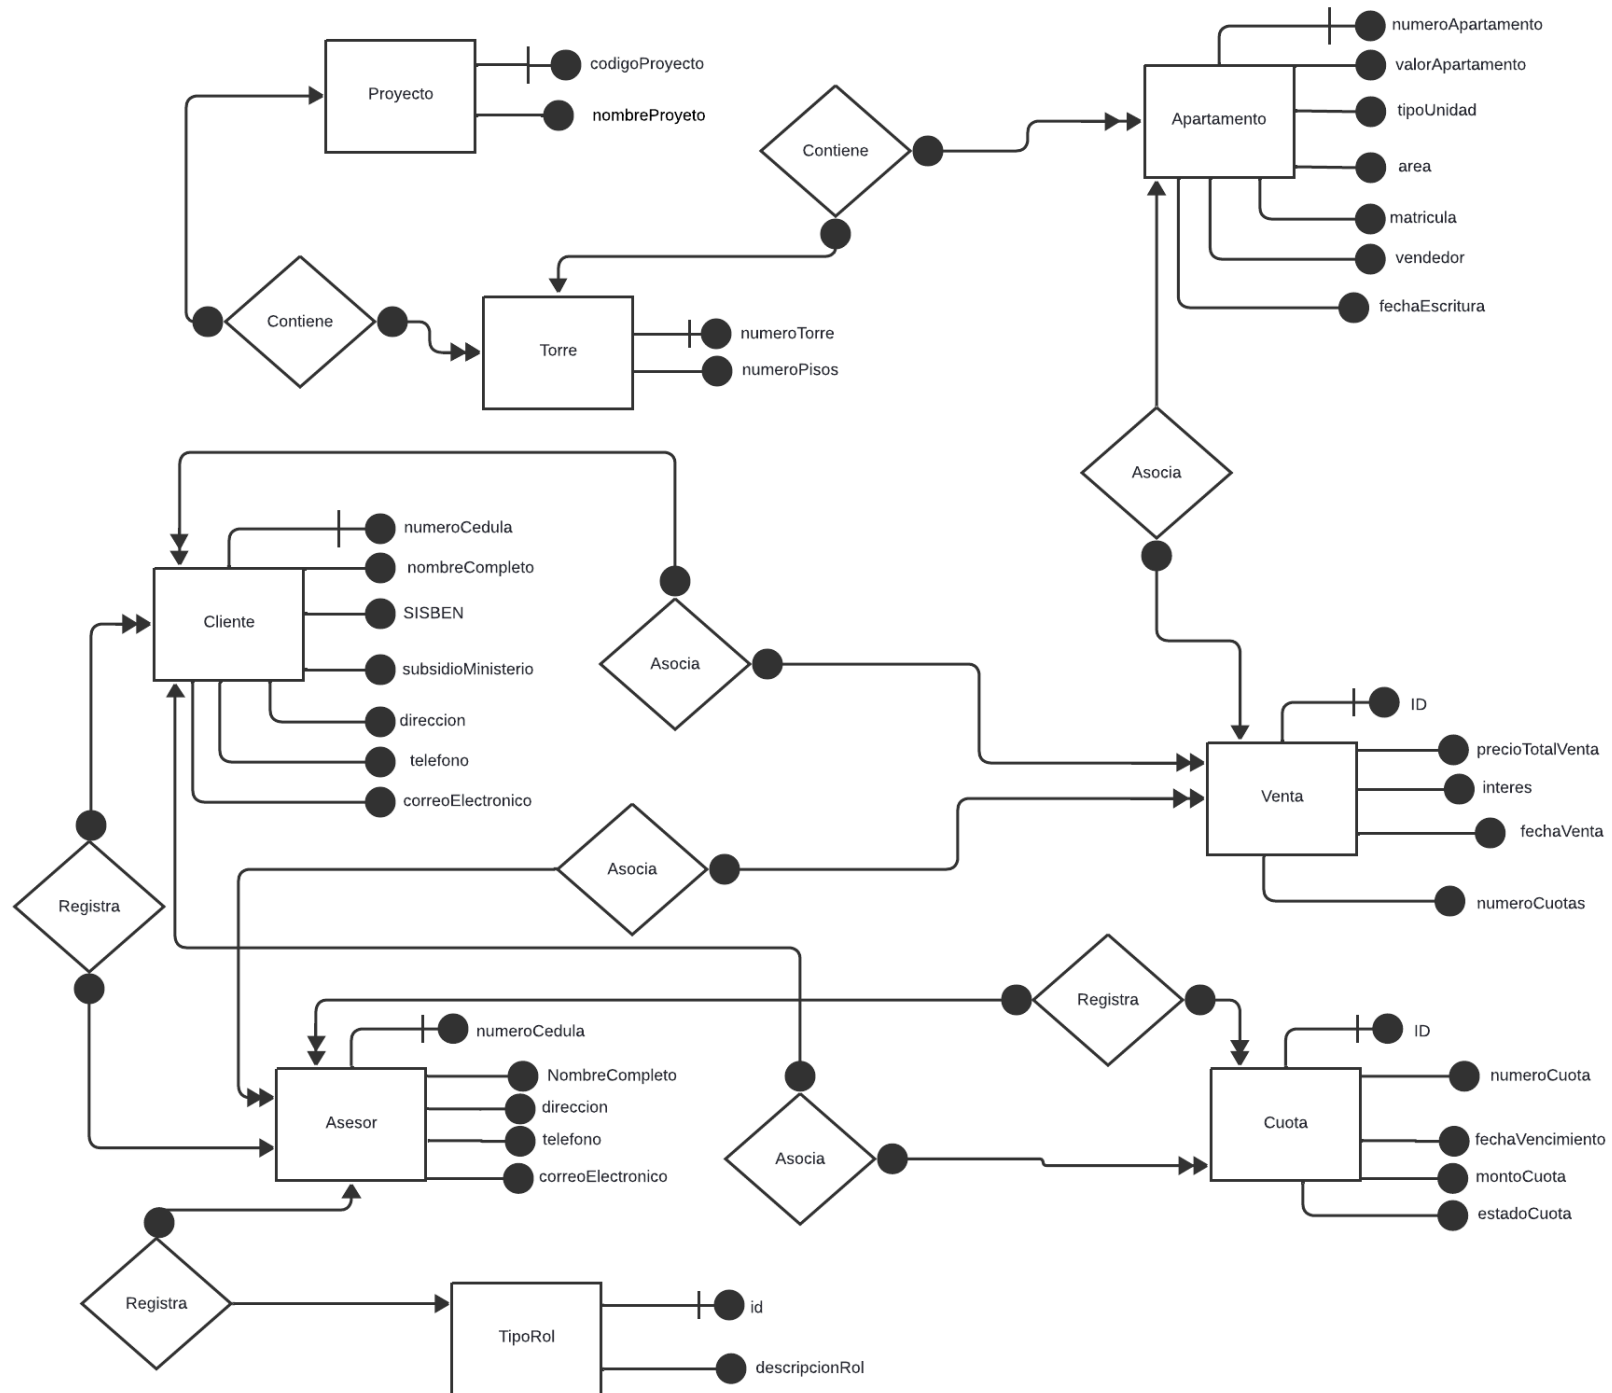 numeroApartamento
valorApartamento
tipoUnidad
area
matricula
vendedor
fechaEscritura
Apartamento
Proyecto
codigoProyecto
nombreProyeto
Contiene
Contiene
Torre
numeroTorre
numeroPisos
Asocia
numeroCedula
nombreCompleto
SISBEN
subsidioMinisterio
direccion
telefono
correoElectronico
Cliente
Asocia
ID
precioTotalVenta
interes
fechaVenta
numeroCuotas
Venta
Asocia
Registra
Registra
numeroCedula
NombreCompleto
direccion
telefono
correoElectronico
Asesor
Asocia
ID
numeroCuota
fechaVencimiento
montoCuota
estadoCuota
Cuota
Registra
TipoRol
id
descripcionRol